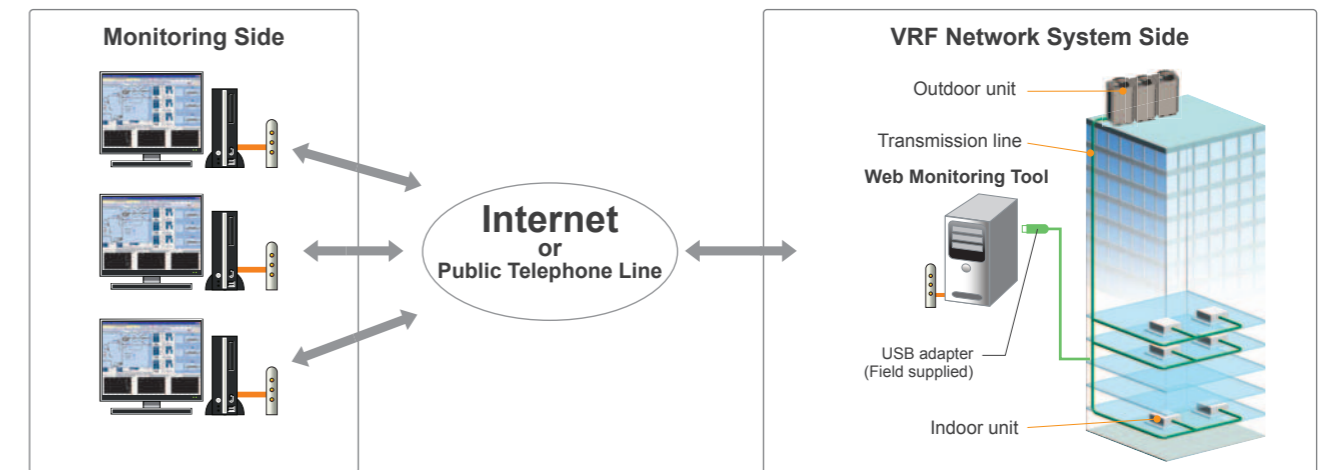 Monitoring Side
Internet
or
Public Telephone Line
VRF Network System Side
Outdoor unit
Transmission line
Web Monitoring Tool
USB adapter
(Field supplied)
Indoor unit